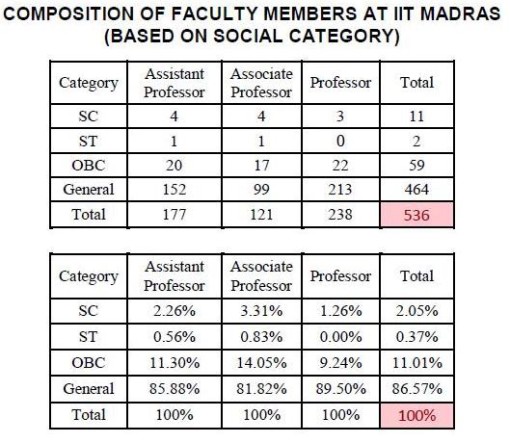 COMPOSITION OF FACULTY MEMBERS AT IIT MADRAS
(BASED ON SOCIAL CATEGORY)
Category Assistant Professor Associate Professor Professor Total
SC 4 4 3 11
ST 1 1 0 2
OBC 20 17 22 59
General 152 99 213 464
Total 177 121 238 536
Category Assistant Professor Associate Professor Professor Total
SC 2.26% 3.31% 1.26% 2.05%
ST 0.56% 0.83% 0.00% 0.37%
OBC 11.30% 14.05% 9.24% 11.01%
General 85.88% 81.82% 89.50% 86.57%
Total 100% 100% 100% 100%